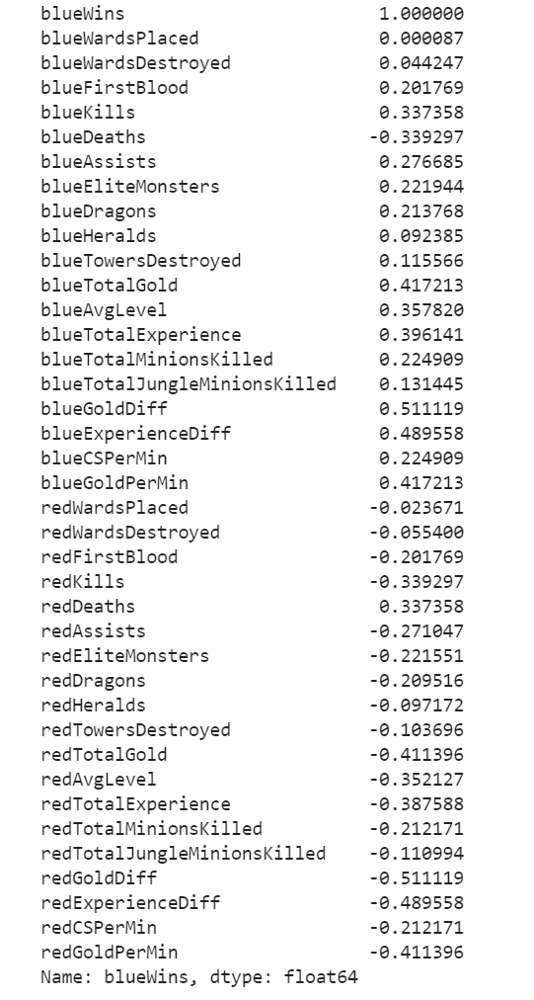 blueWins 1.000000
blueWardsPlaced 0.000087
blueWardsDestroyed 0.044247
blueFirstBlood 0.201769
blueKills 0.337358
blueDeaths -0.339297
blueAssists 0.276685
blueEliteMonsters 0.221944
blueDragons 0.213768
blueHeralds 0.092385
blueTowersDestroyed 0.115566
blueTotalGold 0.417213
blueAvgLevel 0.357820
blueTotalExperience 0.396141
blueTotalMinionsKilled 0.224909
blueTotalJungleMinionsKilled 0.131445
blueGoldDiff 0.511119
blueExperienceDiff 0.489558
blueCSPerMin 0.224909
blueGoldPerMin 0.417213
redWardsPlaced -0.023671
redWardsDestroyed -0.055400
redFirstBlood -0.201769
redKills -0.339297
redDeaths 0.337358
redAssists -0.271047
redEliteMonsters -0.221551
redDragons -0.209516
redHeralds -0.097172
redTowersDestroyed -0.103696
redTotalGold -0.411396
redAvgLevel -0.352127
redTotalExperience -0.387588
redTotalMinionsKilled -0.212171
redTotalJungleMinionsKilled -0.110994
redGoldDiff -0.511119
redExperienceDiff -0.489558
redCSPerMin -0.212171
redGoldPerMin -0.411396
Name: blueWins, dtype: float64